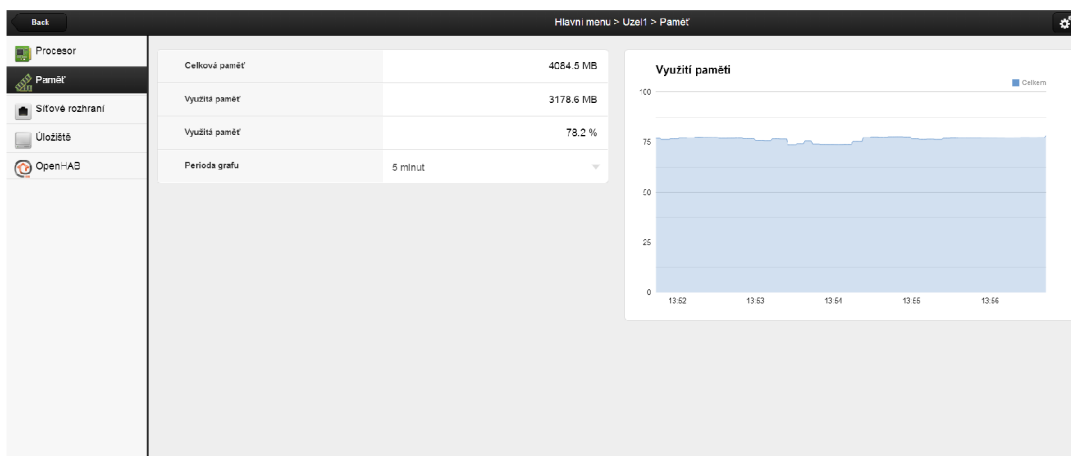 Back
Hlavní menu > Uzel1 > Paměť
Procesor
Paměť
Síťové rozhraní
Úložiště
OpenHAB
Celková paměť 4084.5 MB
Využitá paměť 3178.6 MB
Využitá paměť 78.2 %
Perioda grafu 5 minut
Využití paměti
Celkem
100
75
50
25
0
13:52 13:53 13:54 13:55 13:56